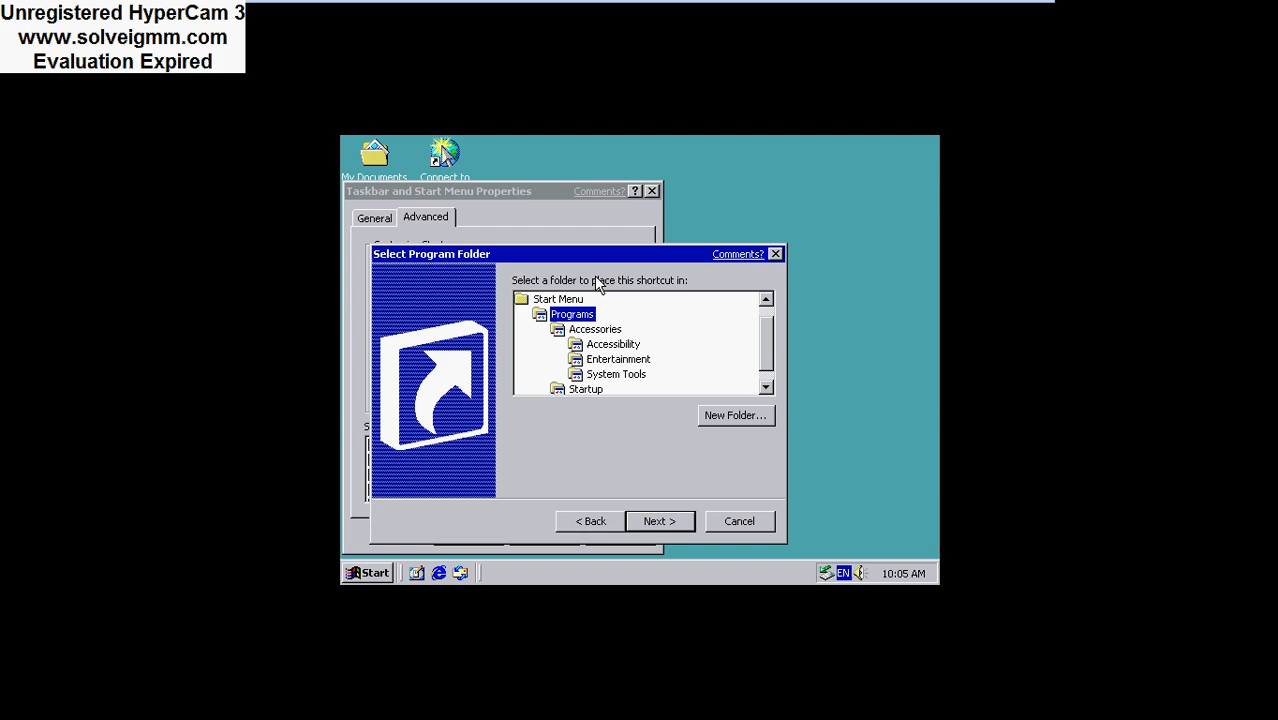 Unregistered HyperCam 3
www.solveigmm.com
Evaluation Expired
My Documents
Connect to
Taskbar and Start Menu Properties
Comments?
General
Advanced
Select Program Folder
Comments?
Select a folder to place this shortcut in:
Start Menu
Programs
Accessories
Accessibility
Entertainment
System Tools
Startup
New Folder...
< Back
Next >
Cancel
Start
EN
10:05 AM